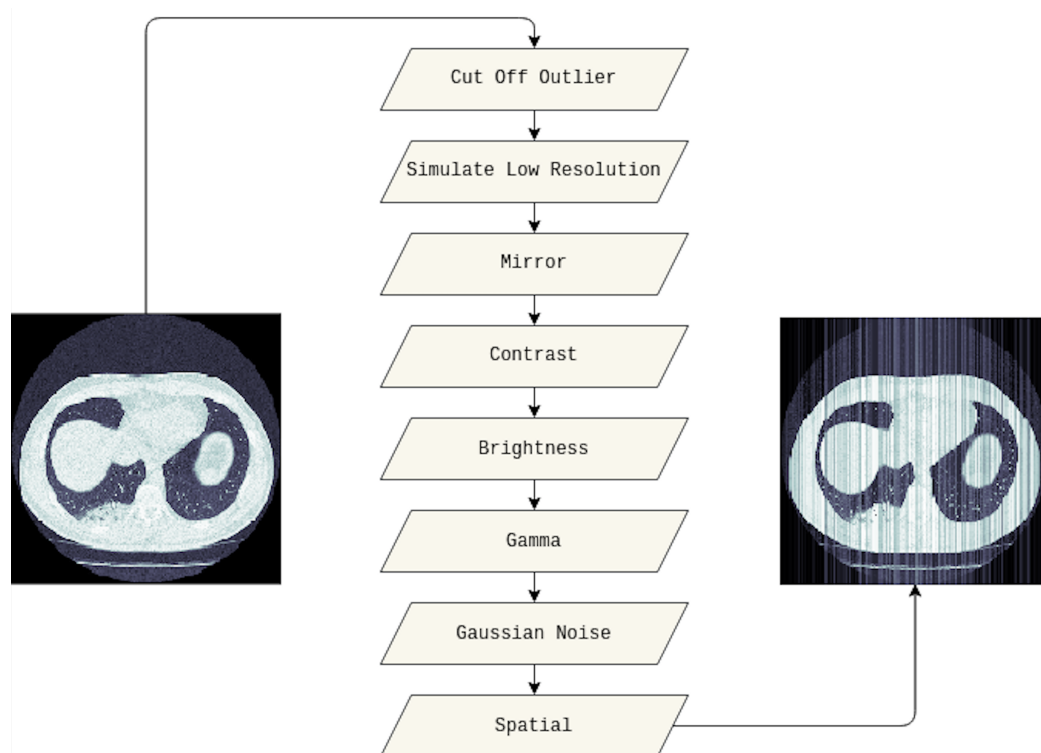 Cut Off Outlier
Simulate Low Resolution
Mirror
Contrast
Brightness
Gamma
Gaussian Noise
Spatial